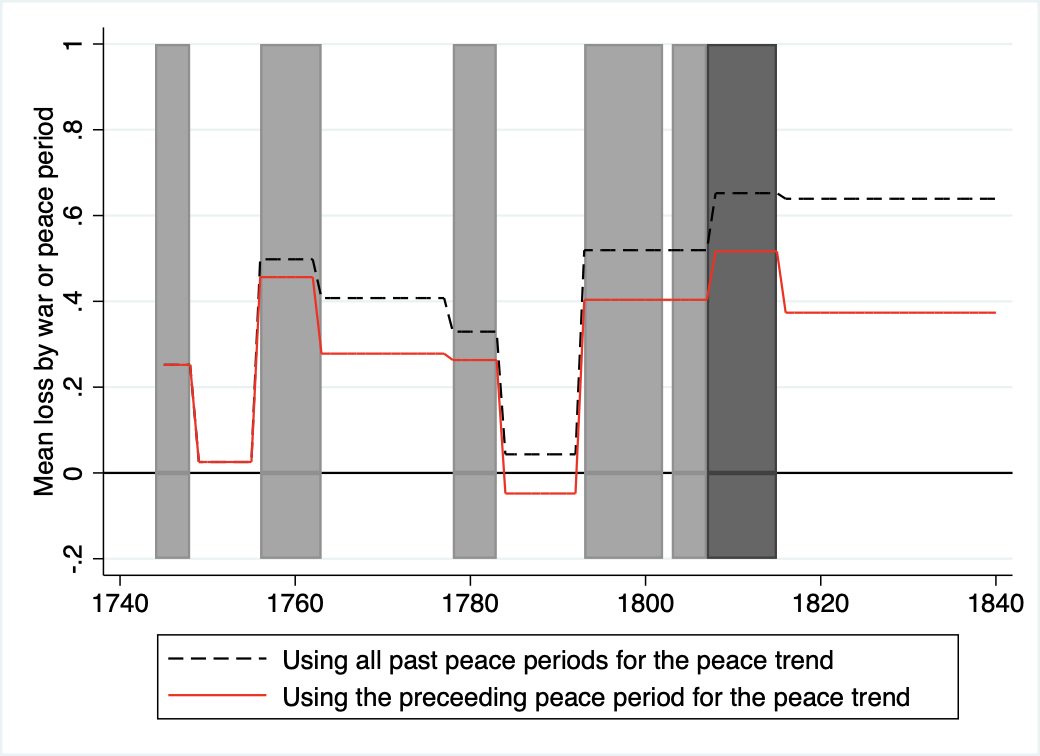 Mean loss by war or peace period
1
.8
.6
.4
.2
0
-.2
1740 1760 1780 1800 1820 1840
Using all past peace periods for the peace trend
Using the preceeding peace period for the peace trend